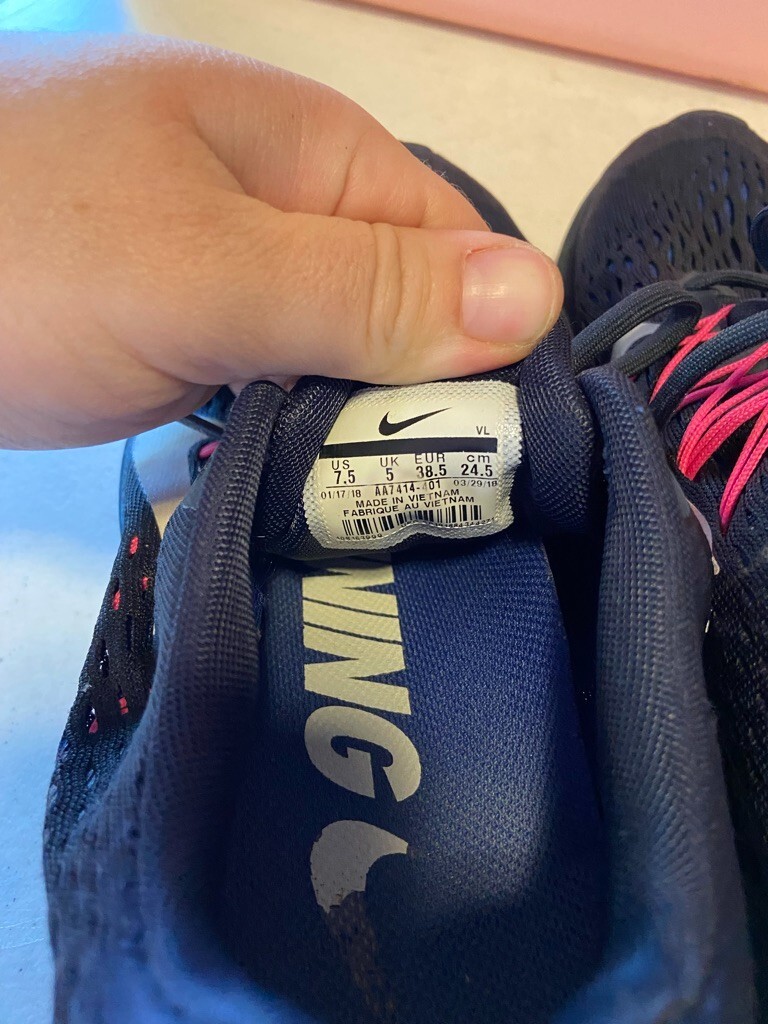 VL
US UK EUR cm
7.5 5 38.5 24.5
01/17/18 AA7414-401 03/29/18
MADE IN VIETNAM
FABRIQUE AU VIETNAM
NING